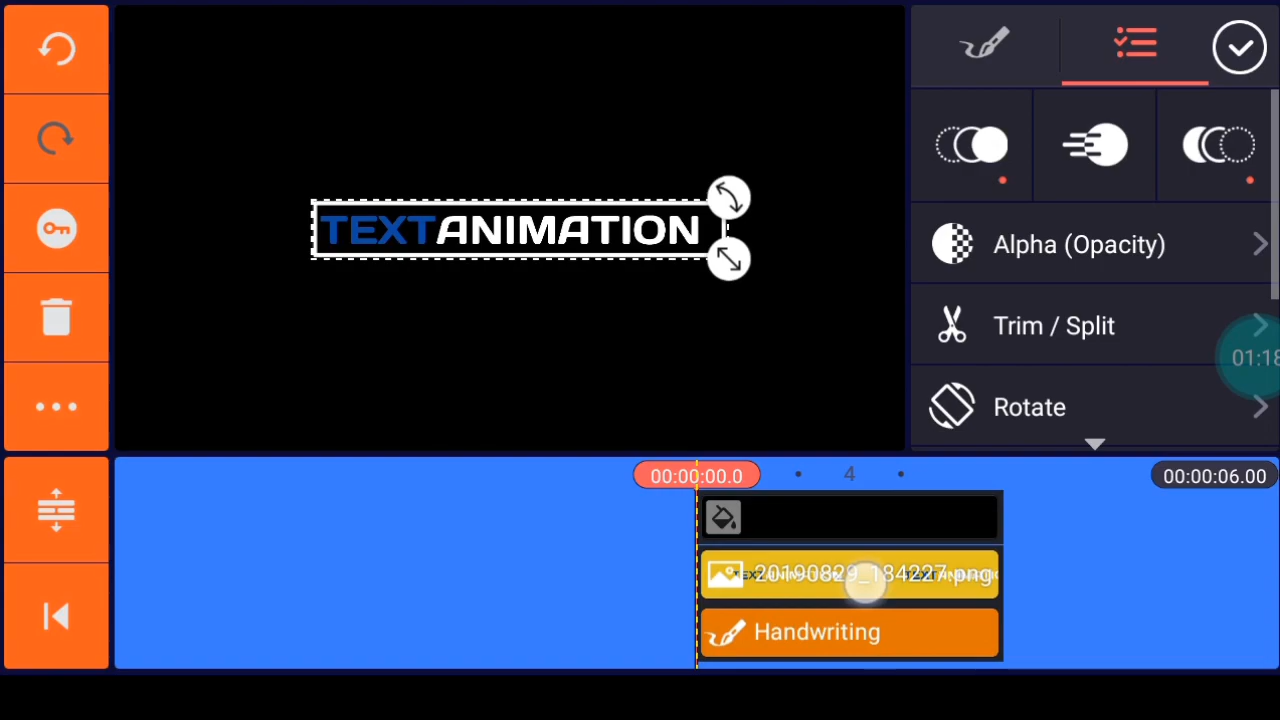 TEXTANIMATION
Alpha (Opacity)
Trim / Split
01:18
Rotate
00:00:00.0
4
00:00:06.00
20190829_184227.png
Handwriting